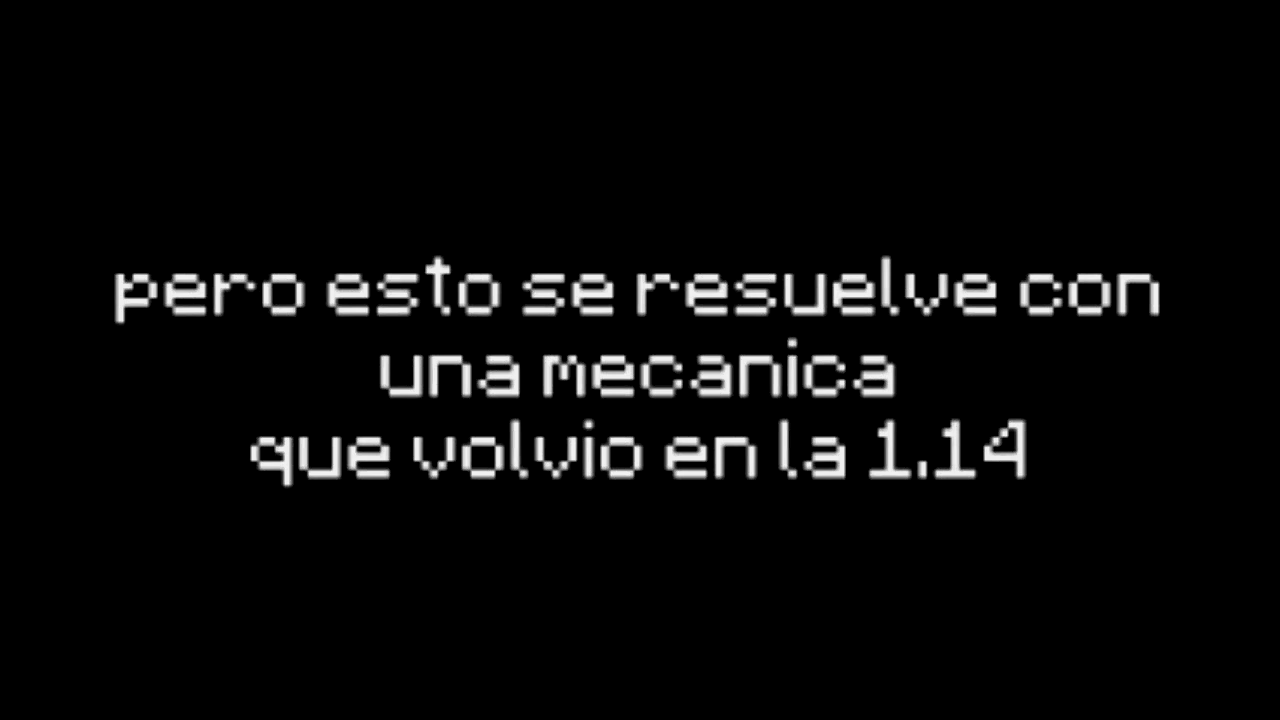 pero esto se resuelve con
una mecanica
que volvio en la 1.14